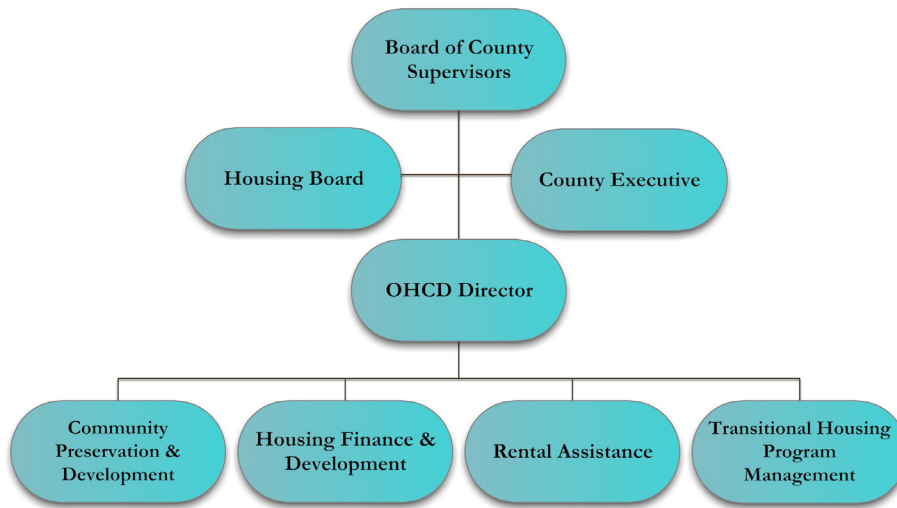 Board of County
Supervisors
Housing Board
County Executive
OHCD Director
Community
Preservation &
Development
Housing Finance &
Development
Rental Assistance
Transitional Housing
Program
Management